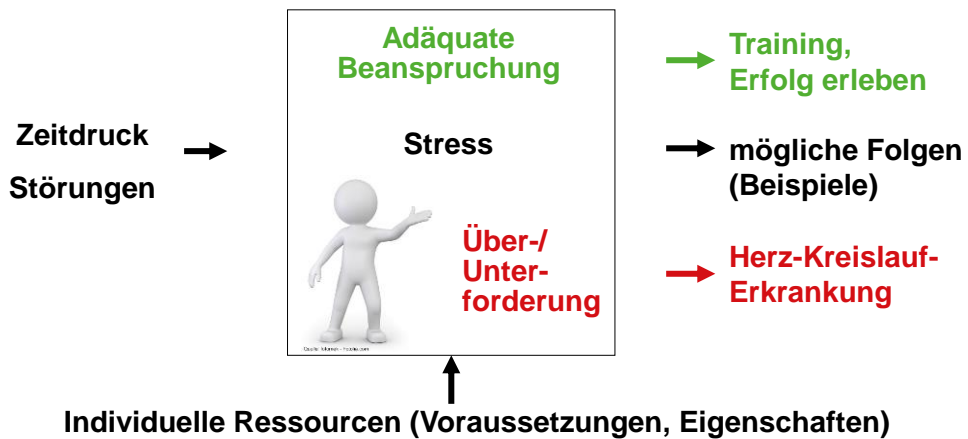 Adäquate
Beanspruchung
Training,
Erfolg erleben
Zeitdruck
Störungen
Stress
mögliche Folgen
(Beispiele)
Über-/
Unter-
forderung
Herz-Kreislauf-
Erkrankung
Individuelle Ressourcen (Voraussetzungen, Eigenschaften)